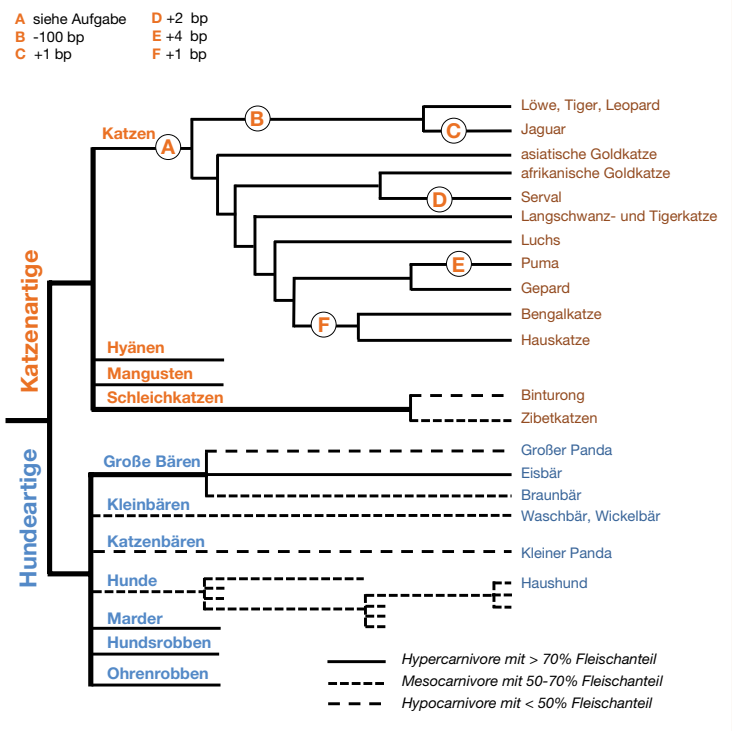 A siehe Aufgabe
B -100 bp
C +1 bp
D +2 bp
E +4 bp
F +1 bp
Katzenartige
Hundeartige
Katzen
A
B
C
D
E
F
Löwe, Tiger, Leopard
Jaguar
asiatische Goldkatze
afrikanische Goldkatze
Serval
Langschwanz- und Tigerkatze
Luchs
Puma
Gepard
Bengalkatze
Hauskatze
Hyänen
Mangusten
Schleichkatzen
Binturong
Zibetkatzen
Große Bären
Großer Panda
Eisbär
Braunbär
Kleinbären
Waschbär, Wickelbär
Katzenbären
Kleiner Panda
Hunde
Haushund
Marder
Hundsrobben
Ohrenrobben
Hypercarnivore mit > 70% Fleischanteil
Mesocarnivore mit 50-70% Fleischanteil
Hypocarnivore mit < 50% Fleischanteil